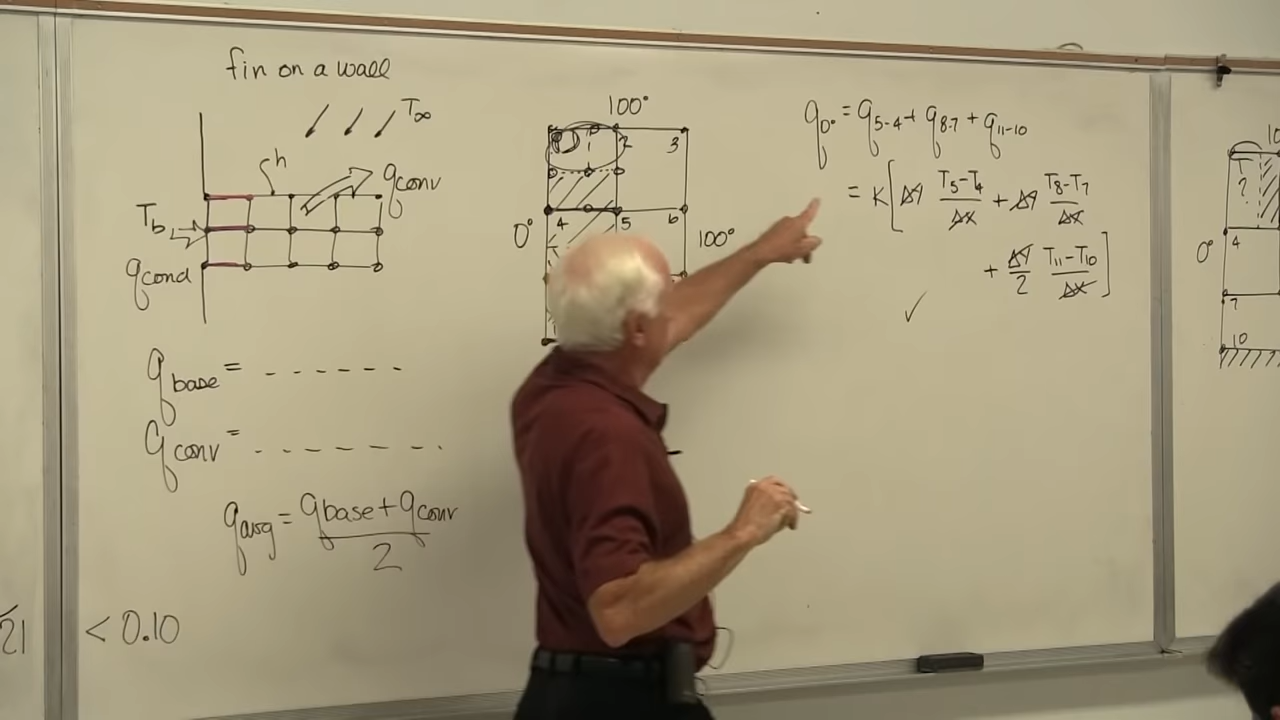 fin on a wall
T∞
h
qconv
Tb
qcond
qbase = - - - - - -
qconv = - - - - - - -
qavg = (qbase + qconv)/2
21 < 0.10
100°
2 3
4 5 6
0° 100°
q0° = q5-4 + q8-7 + q11-10
= K[ΔY (T5-T4)/ΔX + ΔY (T8-T7)/ΔX
+ ΔY/2 (T11-T10)/ΔX]
✓
10
?
0° 4
7
10